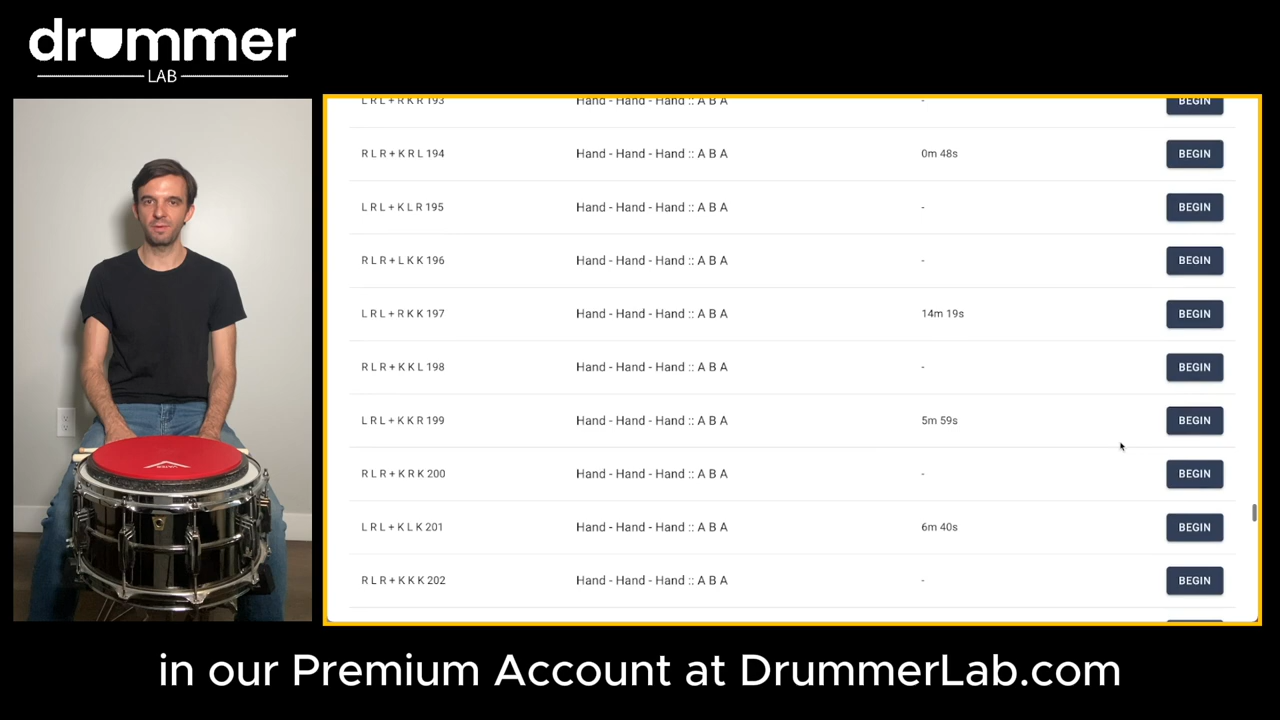 drummer
LAB
L R L + R K R 193 Hand - Hand - Hand :: A B A - BEGIN
R L R + K R L 194 Hand - Hand - Hand :: A B A 0m 48s BEGIN
L R L + K L R 195 Hand - Hand - Hand :: A B A - BEGIN
R L R + L K K 196 Hand - Hand - Hand :: A B A - BEGIN
L R L + R K K 197 Hand - Hand - Hand :: A B A 14m 19s BEGIN
R L R + K K L 198 Hand - Hand - Hand :: A B A - BEGIN
L R L + K K R 199 Hand - Hand - Hand :: A B A 5m 59s BEGIN
R L R + K R K 200 Hand - Hand - Hand :: A B A - BEGIN
L R L + K L K 201 Hand - Hand - Hand :: A B A 6m 40s BEGIN
R L R + K K K 202 Hand - Hand - Hand :: A B A - BEGIN
in our Premium Account at DrummerLab.com